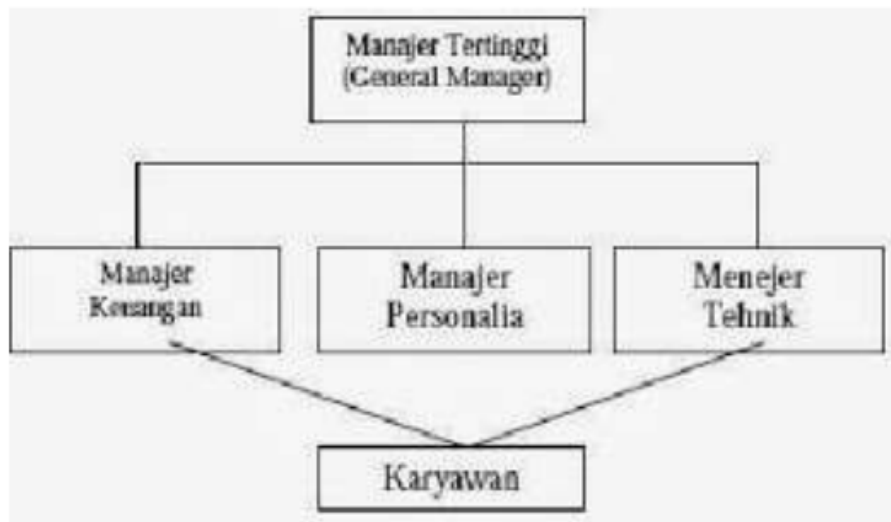 Manajer Tertinggi
(General Manager)
Manajer
Keuangan
Manajer
Personalia
Menejer
Tehnik
Karyawan